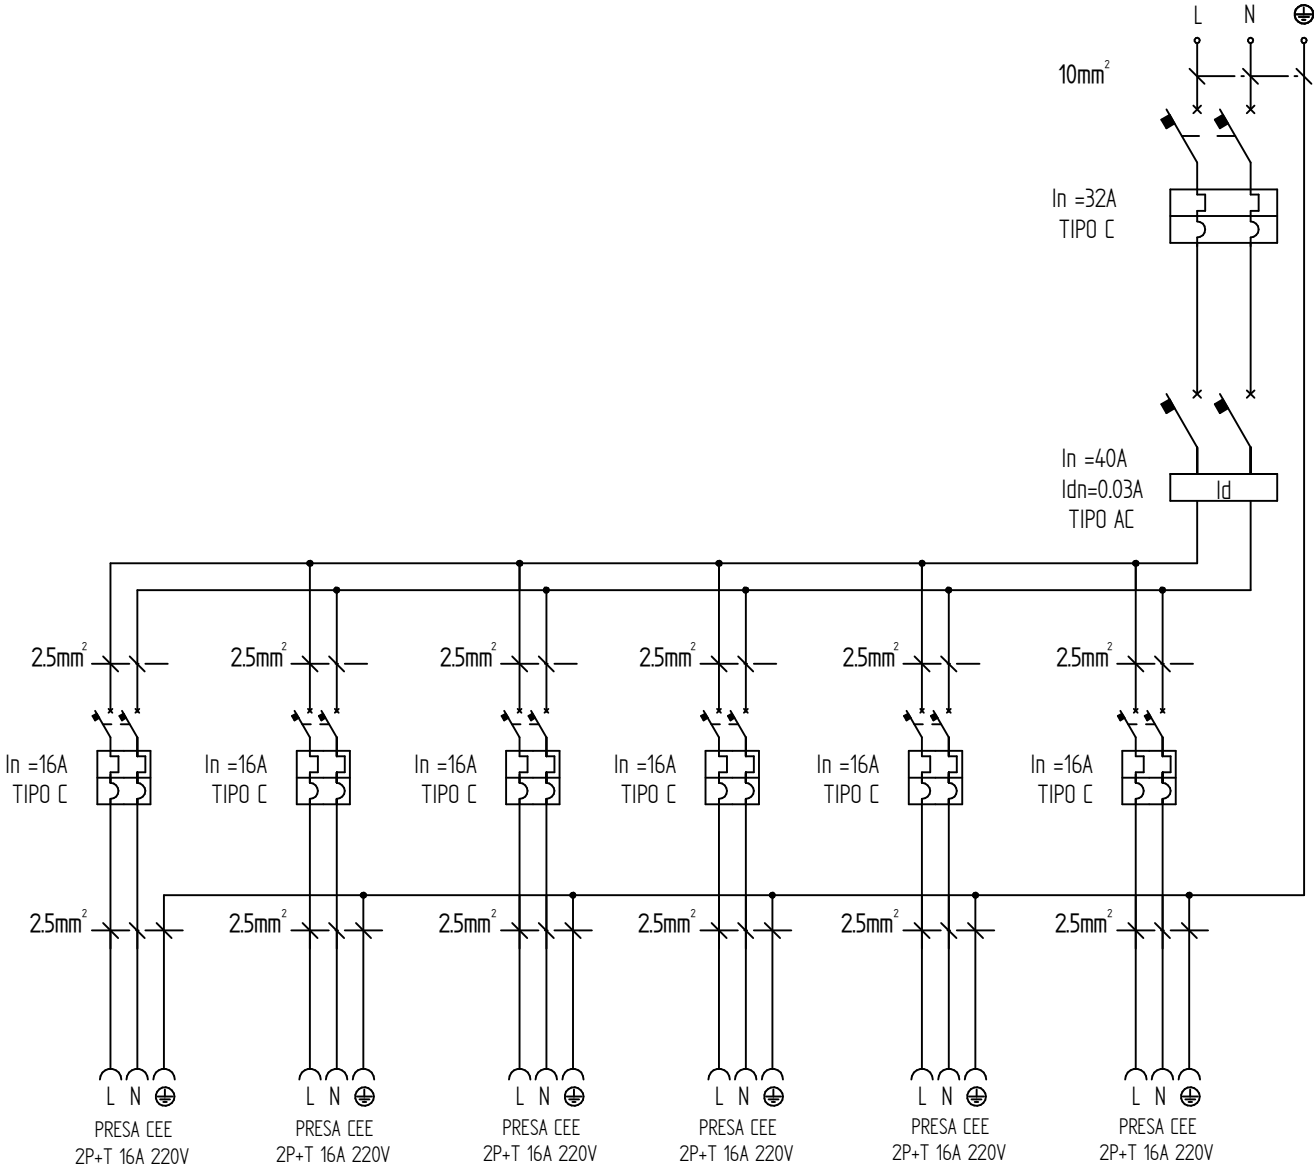 L N
10mm²
In =32A
TIPO C
In =40A
Idn=0.03A
TIPO AC
Id
2.5mm² 2.5mm² 2.5mm² 2.5mm² 2.5mm² 2.5mm²
In =16A In =16A In =16A In =16A In =16A In =16A
TIPO C TIPO C TIPO C TIPO C TIPO C TIPO C
2.5mm² 2.5mm² 2.5mm² 2.5mm² 2.5mm² 2.5mm²
L N L N L N L N L N L N
PRESA CEE PRESA CEE PRESA CEE PRESA CEE PRESA CEE PRESA CEE
2P+T 16A 220V 2P+T 16A 220V 2P+T 16A 220V 2P+T 16A 220V 2P+T 16A 220V 2P+T 16A 220V